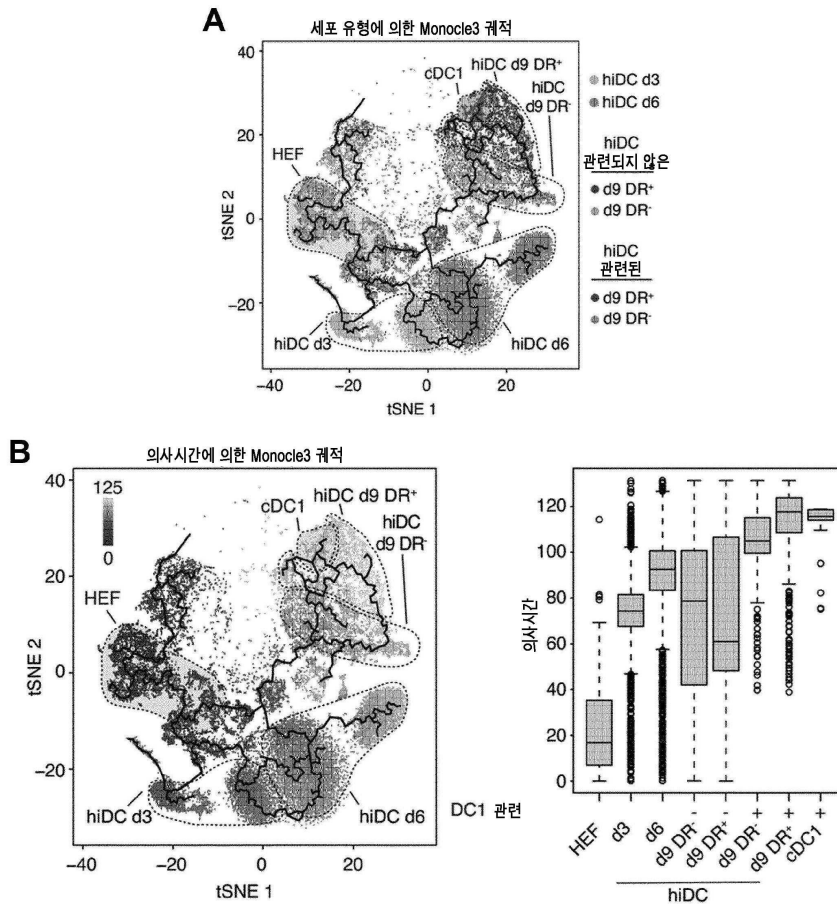 A
세포 유형에 의한 Monocle3 궤적
40
20
0
−20
tSNE 2
−40
−20
0
20
tSNE 1
HEF
cDC1
hiDC d9 DR+
hiDC
d9 DR-
hiDC d3
hiDC d6
hiDC d3
hiDC d6
hiDC
관련되지 않은
d9 DR+
d9 DR-
hiDC
관련된
d9 DR+
d9 DR-
B
의사시간에 의한 Monocle3 궤적
40
20
0
−20
tSNE 2
125
0
−40
−20
0
20
tSNE 1
HEF
cDC1
hiDC d9 DR+
hiDC
d9 DR-
hiDC d3
hiDC d6
의사시간
120
100
80
60
40
20
0
DC1 관련
- - + + +
HEF
d3
d6
d9 DR-
d9 DR+
d9 DR-
d9 DR+
cDC1
hiDC